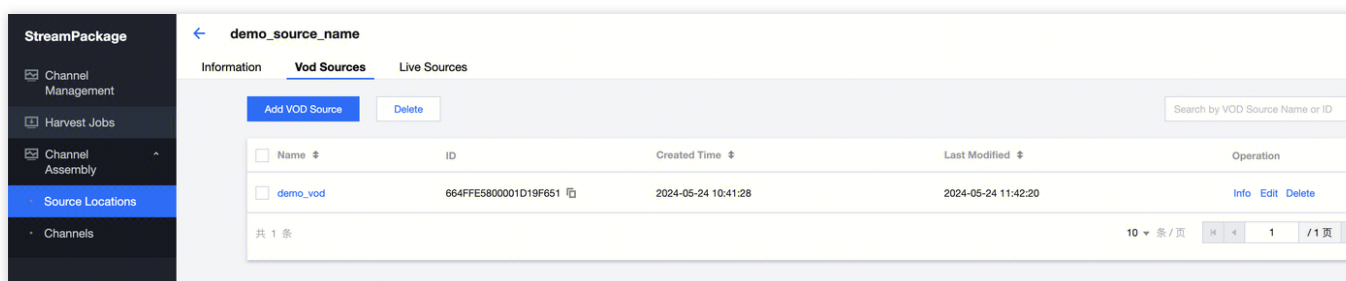 StreamPackage
Channel
Management
Harvest Jobs
Channel
Assembly
Source Locations
Channels
demo_source_name
Information Vod Sources Live Sources
Add VOD Source Delete Search by VOD Source Name or ID
Name ID Created Time Last Modified Operation
demo_vod 664FFE5800001D19F651 2024-05-24 10:41:28 2024-05-24 11:42:20 Info Edit Delete
共 1 条 10 条 / 页 1 / 1 页